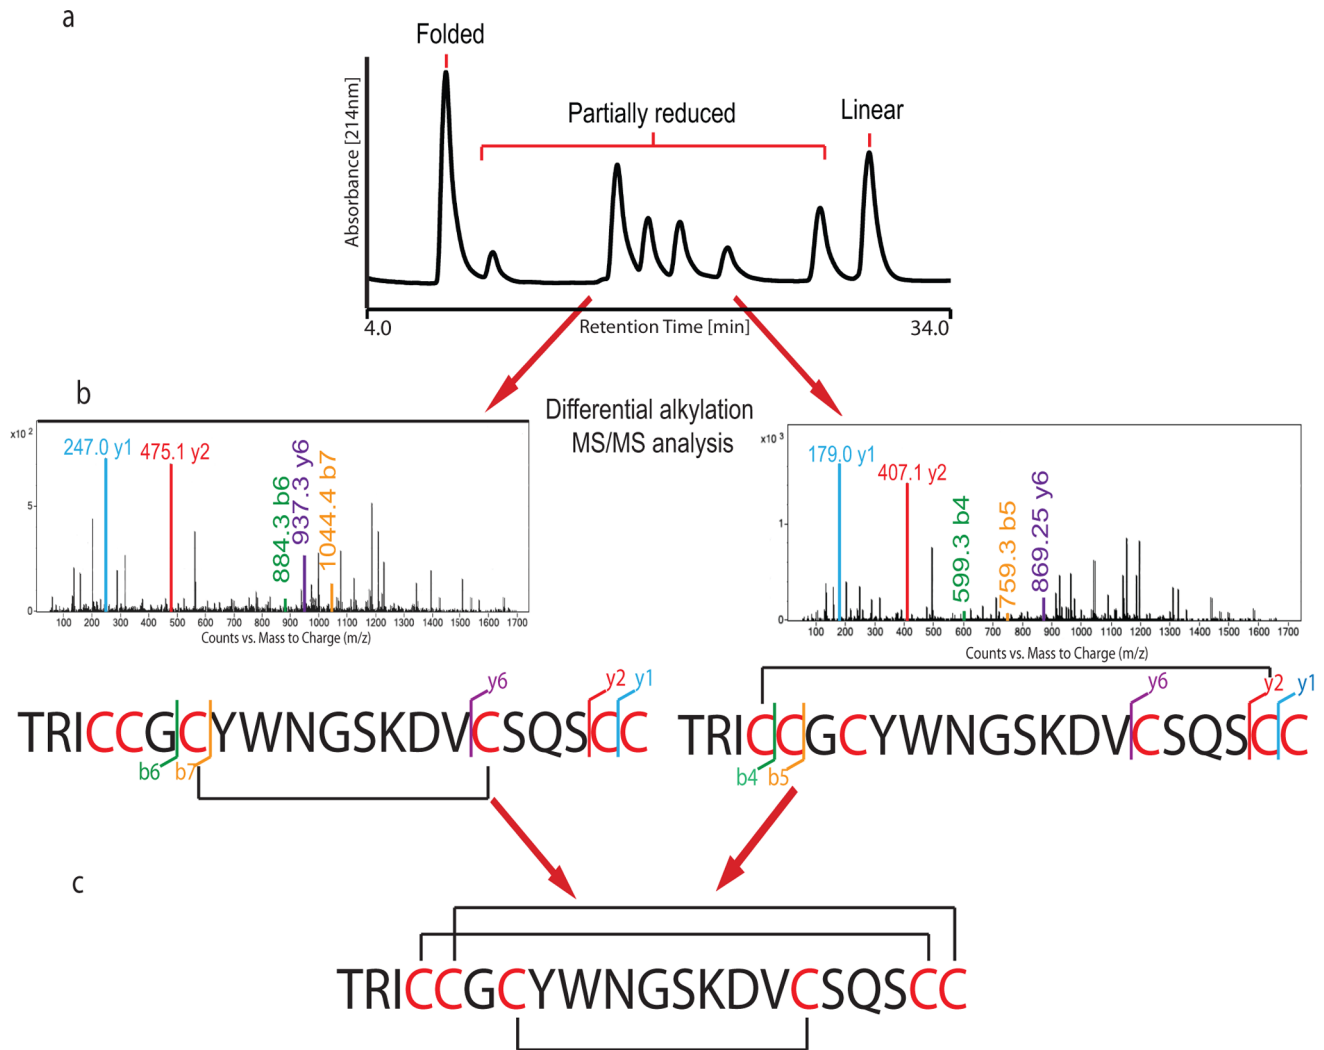 a
Folded
Partially reduced
Linear
Absorbance [214nm]
4.0
Retention Time [min]
34.0
b
Differential alkylation
MS/MS analysis
x10 2
5
0
247.0 y1
475.1 y2
884.3 b6
937.3 y6
1044.4 b7
100 200 300 400 500 600 700 800 900 1000 1100 1200 1300 1400 1500 1600 1700
Counts vs. Mass to Charge (m/z)
x10 3
1
0
179.0 y1
407.1 y2
599.3 b4
759.3 b5
869.25 y6
100 200 300 400 500 600 700 800 900 1000 1100 1200 1300 1400 1500 1600 1700
Counts vs. Mass to Charge (m/z)
y6
y2
y1
TRICCGCYWNGSKDVCSQSCC
b6
b7
y6
y2
y1
TRICCGCYWNGSKDVCSQSCC
b4
b5
c
TRICCGCYWNGSKDVCSQSCC